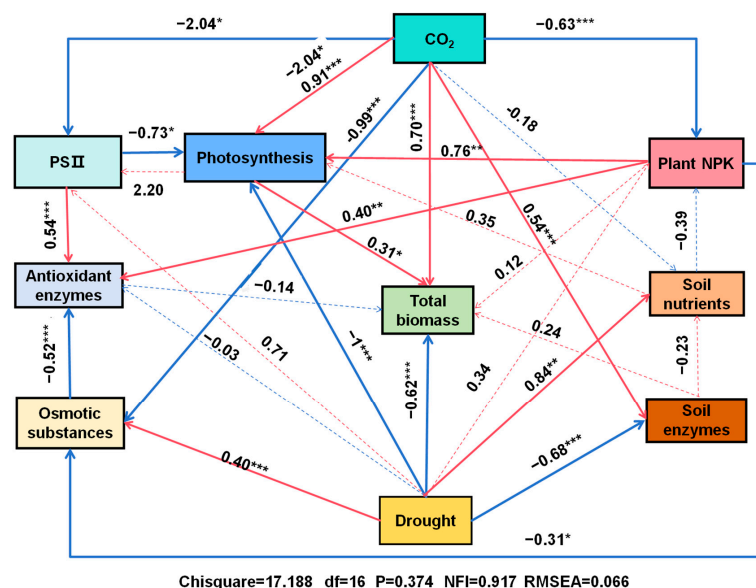 −2.04*
CO₂
−0.63***
−2.04*
0.91***
−0.99***
0.70***
-0.18
PSⅡ
−0.73*
Photosynthesis
0.76**
Plant NPK
2.20
0.54***
0.40**
0.35
0.54***
−0.39
0.31*
0.12
Antioxidant
enzymes
−0.14
Total
biomass
Soil
nutrients
−0.03
0.71
−1***
−0.62***
0.24
0.34
0.84**
−0.23
−0.52***
Osmotic
substances
Soil
enzymes
0.40***
−0.68***
Drought
−0.31*
Chisquare=17.188 df=16 P=0.374 NFI=0.917 RMSEA=0.066